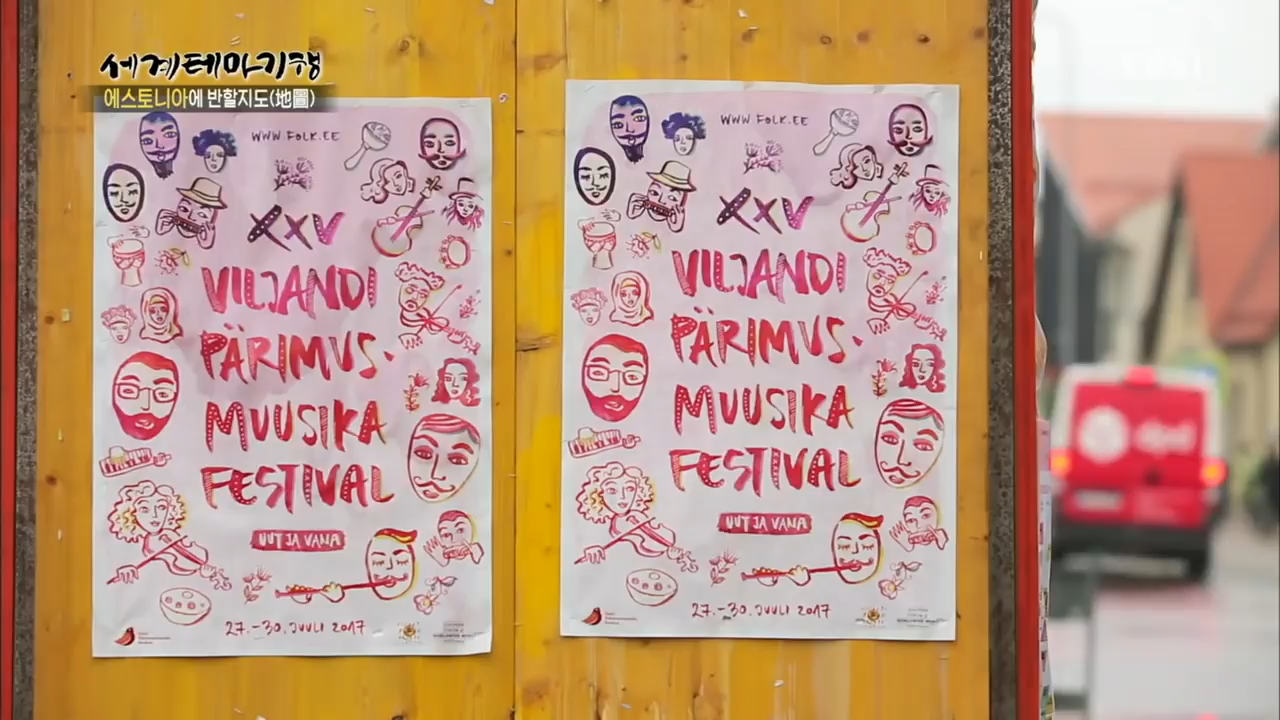 세계테마기행
에스토니아에 반할지도(地圖)
WWW.FOLK.EE
XXV
VILJANDI
PÄRIMUS-
MUUSIKA
FESTIVAL
UUT JA VANA
27.-30. JUULI 2017
WWW.FOLK.EE
XXV
VILJANDI
PÄRIMUS-
MUUSIKA
FESTIVAL
UUT JA VANA
27.-30. JUULI 2017
dpd